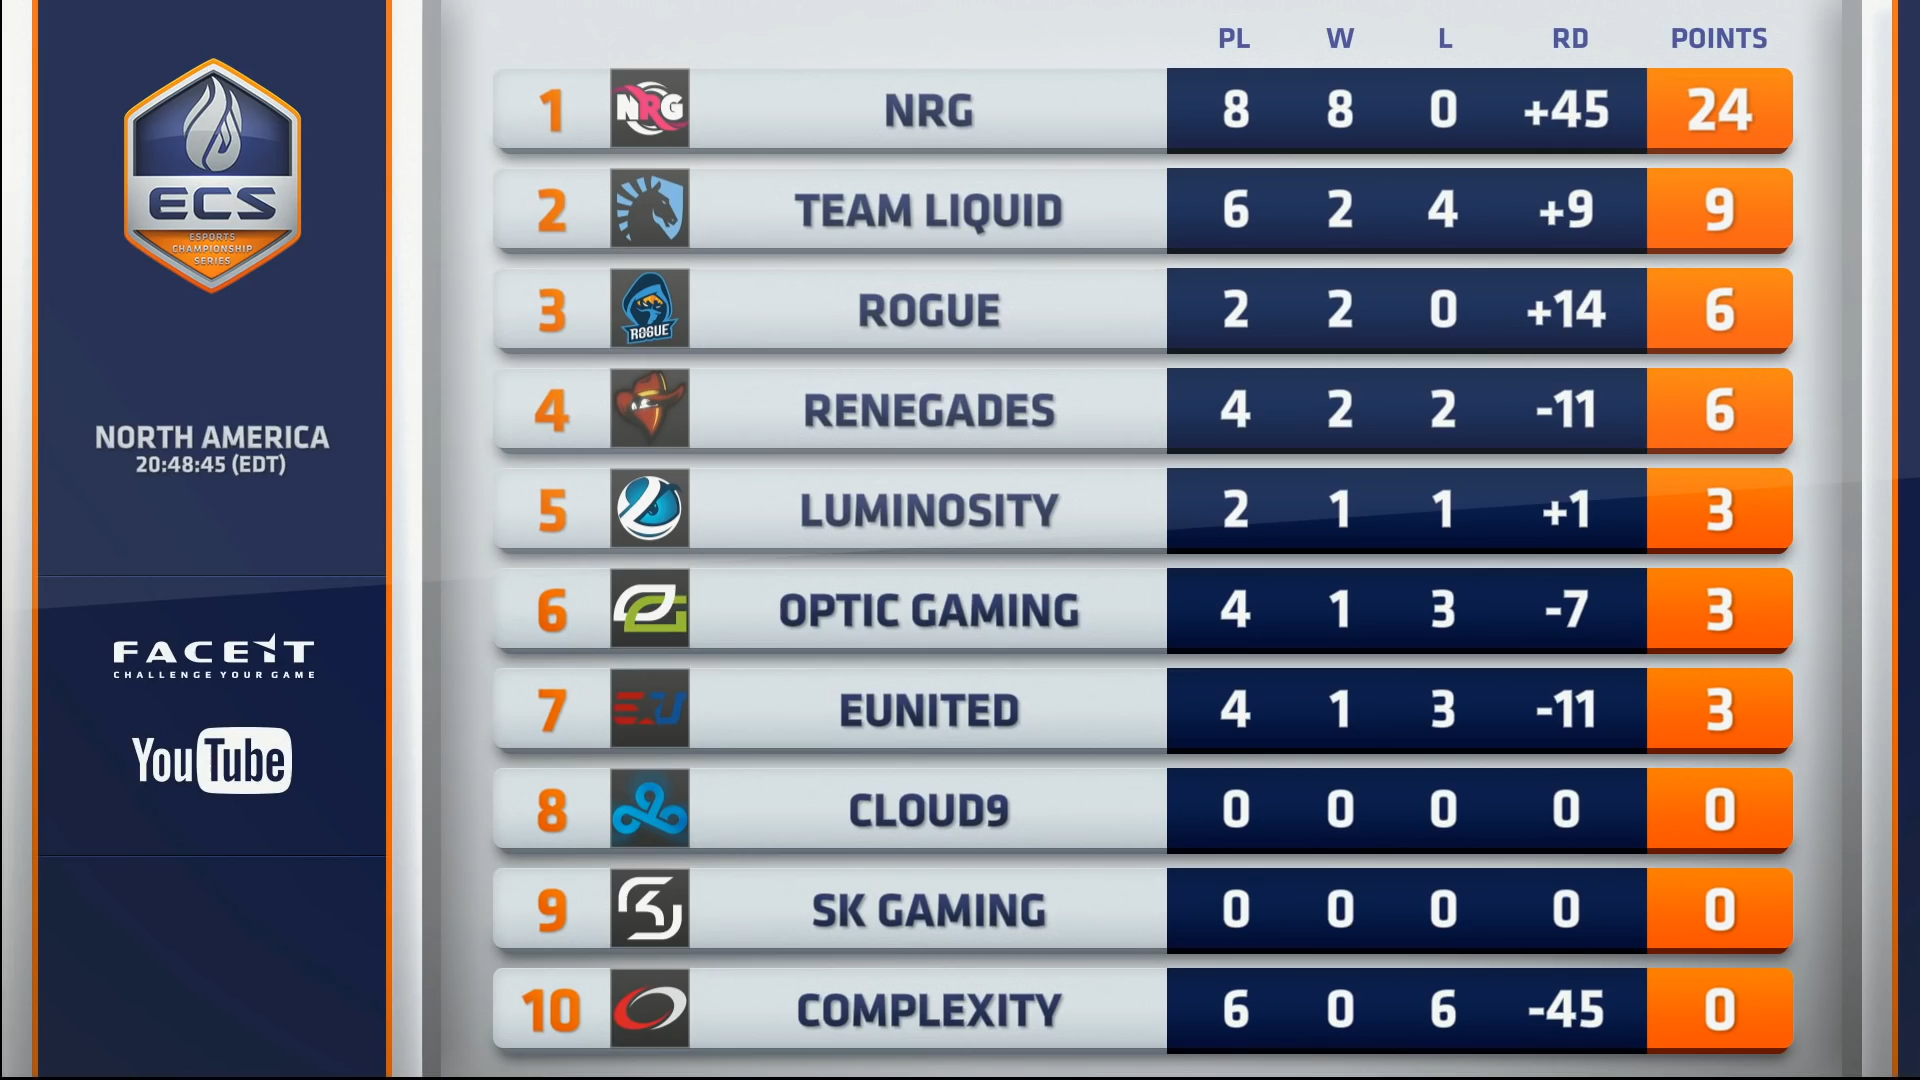 ECS
ESPORTS
CHAMPIONSHIP
SERIES
NORTH AMERICA
20:48:45 (EDT)
FACEIT
CHALLENGE YOUR GAME
YouTube
PL W L RD POINTS
1 NRG NRG 8 8 0 +45 24
2 TEAM LIQUID 6 2 4 +9 9
3 ROGUE ROGUE 2 2 0 +14 6
4 RENEGADES 4 2 2 -11 6
5 LUMINOSITY 2 1 1 +1 3
6 OPTIC GAMING 4 1 3 -7 3
7 EU EUNITED 4 1 3 -11 3
8 CLOUD9 0 0 0 0 0
9 SK SK GAMING 0 0 0 0 0
10 COMPLEXITY 6 0 6 -45 0